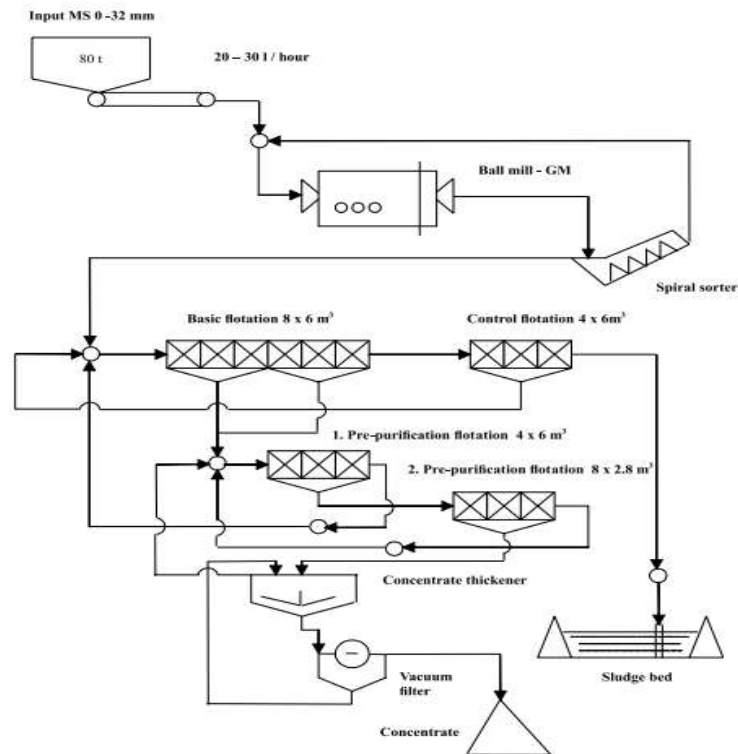 Input MS 0 -32 mm
80 t
20 – 30 l / hour
Ball mill - GM
Spiral sorter
Basic flotation 8 x 6 m³
Control flotation 4 x 6m³
1. Pre-purification flotation 4 x 6 m³
2. Pre-purification flotation 8 x 2.8 m³
Concentrate thickener
Vacuum
filter
Sludge bed
Concentrate